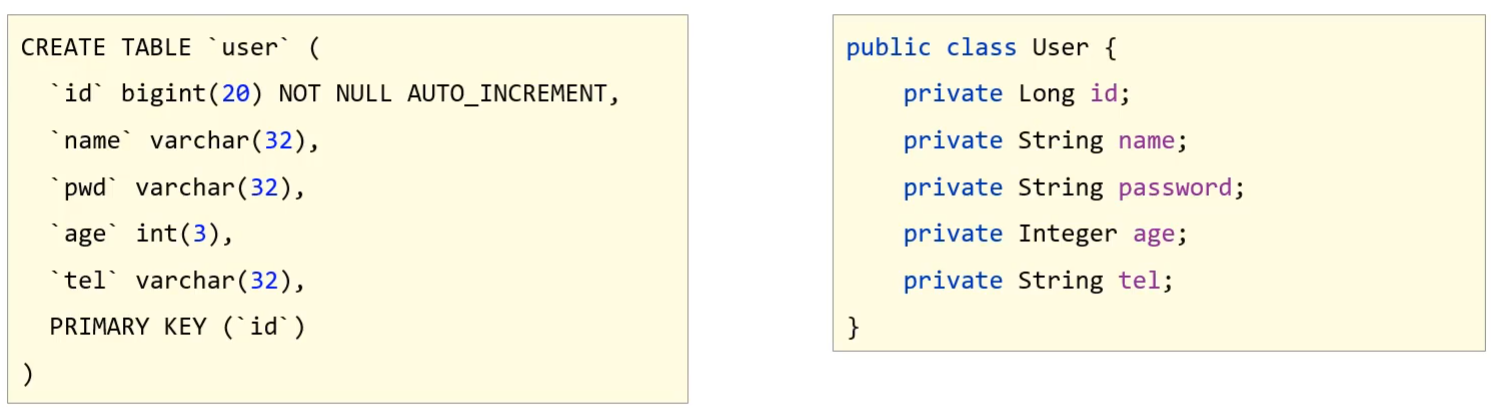 CREATE TABLE `user` (
`id` bigint(20) NOT NULL AUTO_INCREMENT,
`name` varchar(32),
`pwd` varchar(32),
`age` int(3),
`tel` varchar(32),
PRIMARY KEY (`id`)
)
public class User {
private Long id;
private String name;
private String password;
private Integer age;
private String tel;
}